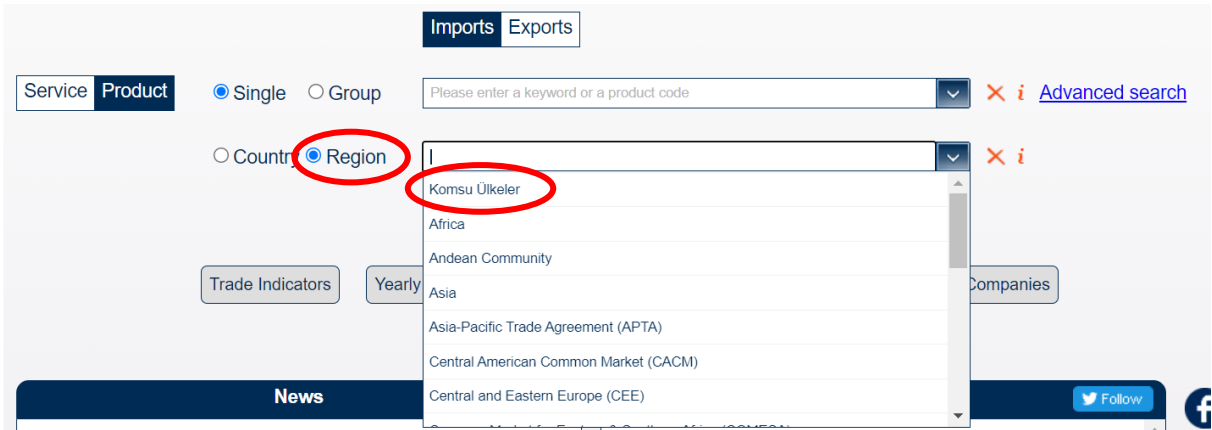 Imports Exports
Service Product Single Group Please enter a keyword or a product code Advanced search
Country Region
Komsu Ülkeler
Africa
Andean Community
Trade Indicators Yearly Companies
Asia
Asia-Pacific Trade Agreement (APTA)
Central American Common Market (CACM)
Central and Eastern Europe (CEE)
News Follow